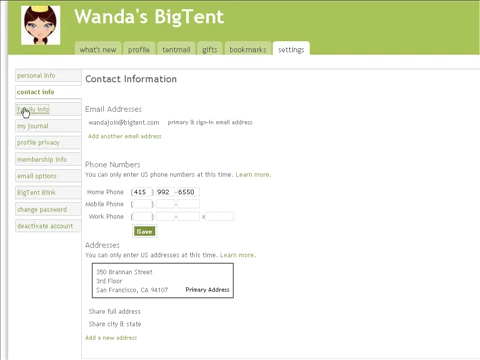 Wanda's BigTent
what's new profile tentmail gifts bookmarks settings
personal info
contact info
family info
my journal
profile privacy
membership info
email options
BigTent Blink
change password
deactivate account
Contact Information
Email Addresses
wandajoin@bigtent.com primary & sign-in email address
Add another email address
Phone Numbers
You can only enter US phone numbers at this time. Learn more.
Home Phone (415) 992 -6550
Mobile Phone ( ) -
Work Phone ( ) - x
Save
Addresses
You can only enter US addresses at this time. Learn more.
350 Brannan Street
3rd Floor
San Francisco, CA 94107 Primary Address
Share full address
Share city & state
Add a new address